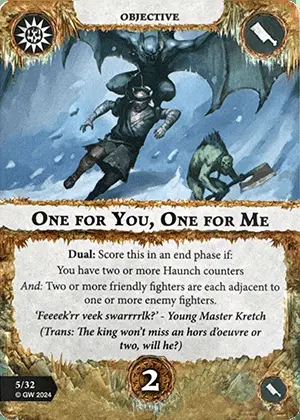 OBJECTIVE
ONE FOR YOU, ONE FOR ME
Dual: Score this in an end phase if:
You have two or more Haunch counters
And: Two or more friendly fighters are each adjacent to
one or more enemy fighters.
'Feeeek'rr veek swarrrrlk?' - Young Master Kretch
(Trans: The king won't miss an hors d'oeuvre or
two, will he?)
5/32
© GW 2024
2